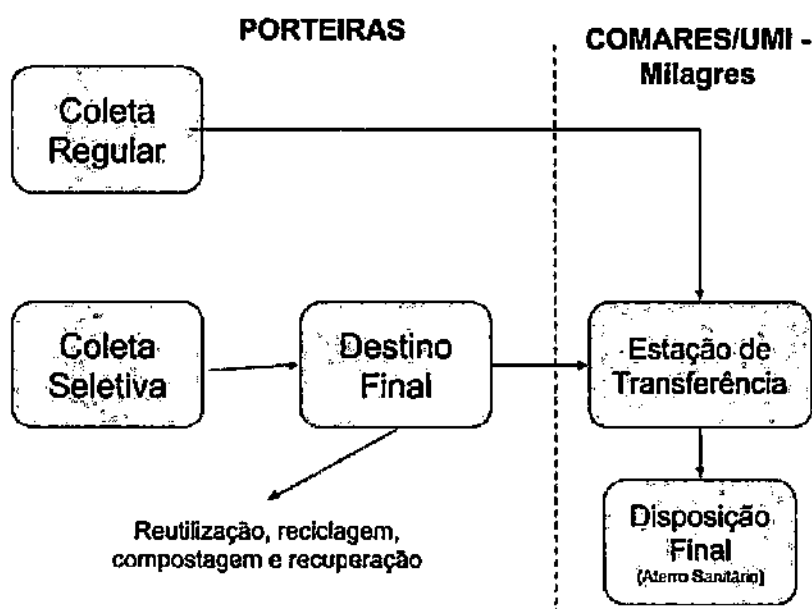 PORTEIRAS
COMARES/UMI -
Milagres
Coleta
Regular
Coleta
Seletiva
Destino
Final
Estação de
Transferência
Reutilização, reciclagem,
compostagem e recuperação
Disposição
Final
(Aterro Sanitário)